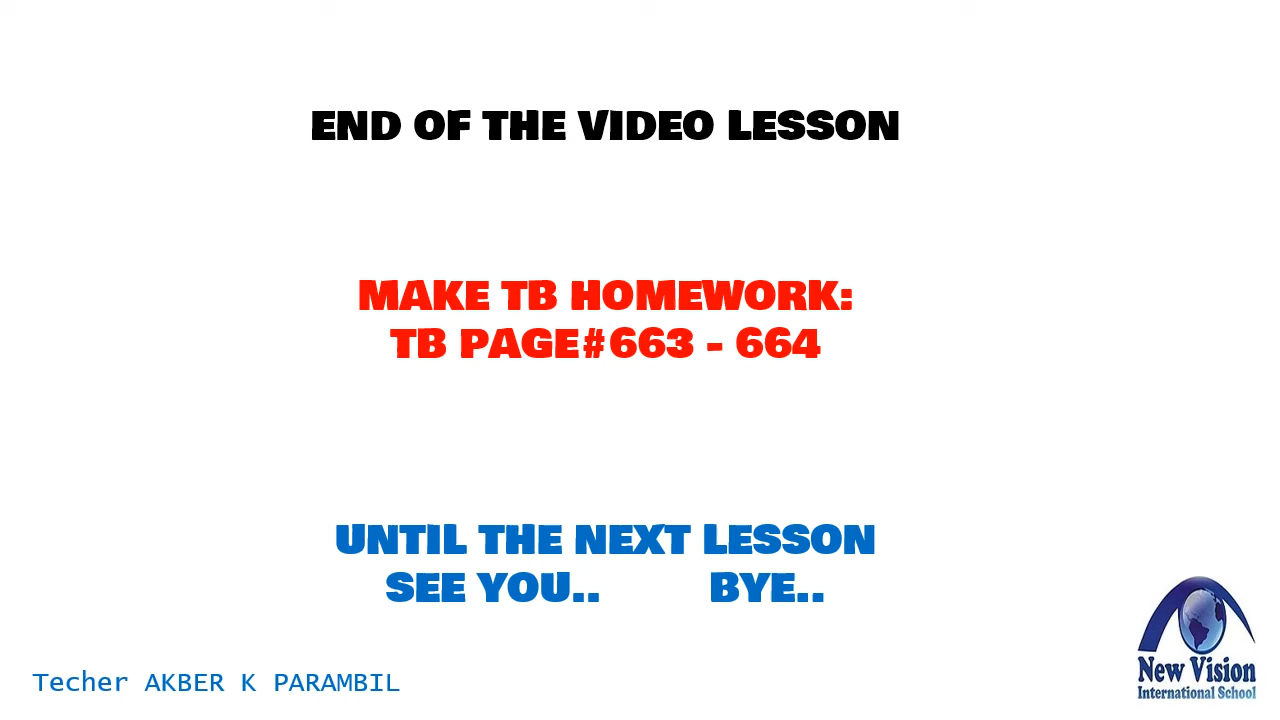 END OF THE VIDEO LESSON
MAKE TB HOMEWORK:
TB PAGE#663 - 664
UNTIL THE NEXT LESSON
SEE YOU.. BYE..
Techer AKBER K PARAMBIL
New Vision
International School